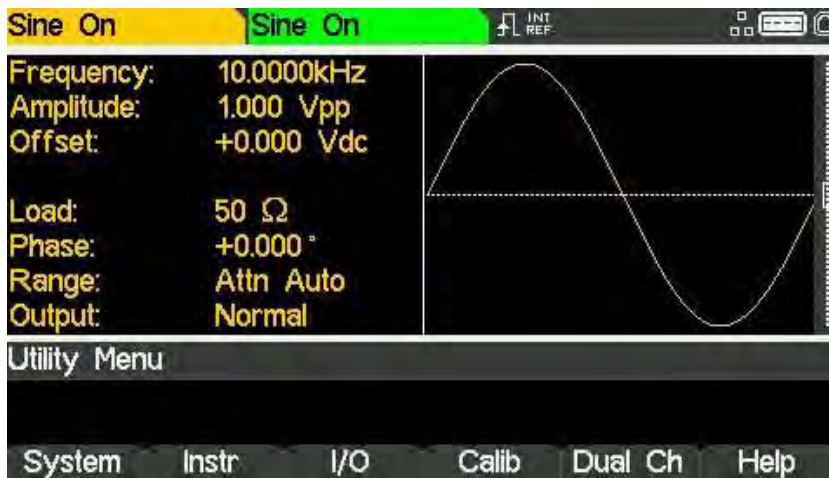 Sine On Sine On INT REF
Frequency: 10.0000kHz
Amplitude: 1.000 Vpp
Offset: +0.000 Vdc
Load: 50 Ω
Phase: +0.000 °
Range: Attn Auto
Output: Normal
Utility Menu
System Instr I/O Calib Dual Ch Help